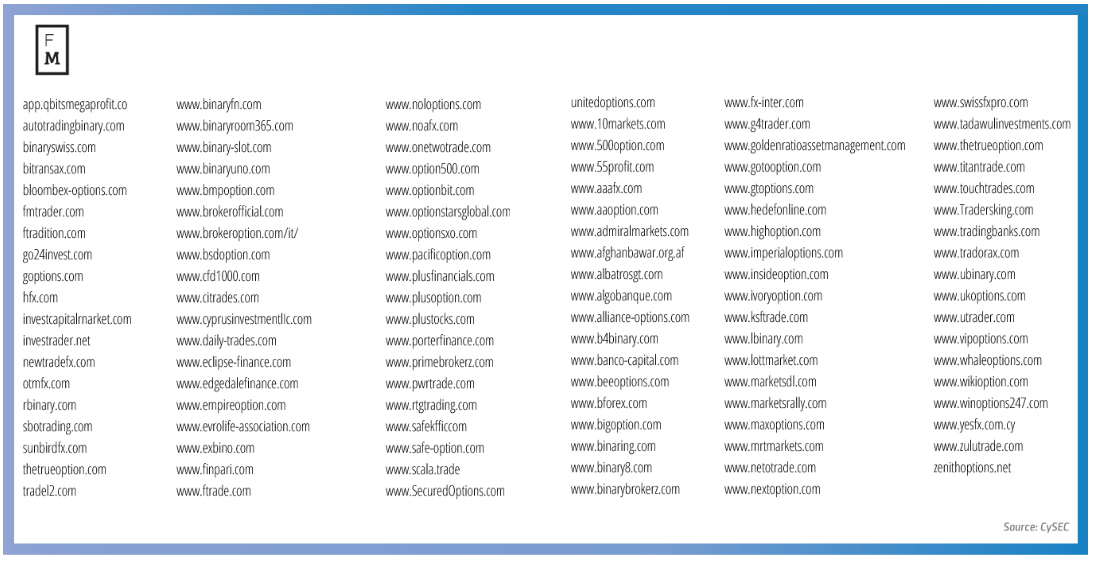 F
M
app.qbitsmegaprofit.co
autotradingbinary.com
binaryswiss.com
bitransax.com
bloombex-options.com
fmtrader.com
ftradition.com
go24invest.com
goptions.com
hfx.com
investcapitalrnarket.com
investrader.net
newtradefx.com
otmfx.com
rbinary.com
sbotrading.com
sunbirdfx.com
thetrueoption.com
tradel2.com
www.binaryfn.com
www.binaryroom365.com
www.binary-slot.com
www.binaryuno.com
www.bmpoption.com
www.brokerofficial.com
www.brokeroption.com/it/
www.bsdoption.com
www.cfd1000.com
www.citrades.com
www.cyprusinvestmentllc.com
www.daily-trades.com
www.eclipse-finance.com
www.edgedalefinance.com
www.empireoption.com
www.evrolife-association.com
www.exbino.com
www.finpari.com
www.ftrade.com
www.noloptions.com
www.noafx.com
www.onetwotrade.com
www.option500.com
www.optionbit.com
www.optionstarsglobal.com
www.optionsxo.com
www.pacificoption.com
www.plusfinancials.com
www.plusoption.com
www.plustocks.com
www.porterfinance.com
www.primebrokerz.com
www.pwrtrade.com
www.rtgtrading.com
www.safekfficcom
www.safe-option.com
www.scala.trade
www.SecuredOptions.com
unitedoptions.com
www.10markets.com
www.500option.com
www.55profit.com
www.aaafx.com
www.aaoption.com
www.admiralmarkets.com
www.afghanbawar.org.af
www.albatrosgt.com
www.algobanque.com
www.alliance-options.com
www.b4binary.com
www.banco-capital.com
www.beeoptions.com
www.bforex.com
www.bigoption.com
www.binaring.com
www.binary8.com
www.binarybrokerz.com
www.fx-inter.com
www.g4trader.com
www.goldenratioassetmanagement.com
www.gotooption.com
www.gtoptions.com
www.hedefonline.com
www.highoption.com
www.imperialoptions.com
www.insideoption.com
www.ivoryoption.com
www.ksftrade.com
www.lbinary.com
www.lottmarket.com
www.marketsdl.com
www.marketsrally.com
www.maxoptions.com
www.mrtmarkets.com
www.netotrade.com
www.nextoption.com
www.swissfxpro.com
www.tadawulinvestments.com
www.thetrueoption.com
www.titantrade.com
www.touchtrades.com
www.Tradersking.com
www.tradingbanks.com
www.tradorax.com
www.ubinary.com
www.ukoptions.com
www.utrader.com
www.vipoptions.com
www.whaleoptions.com
www.wikioption.com
www.winoptions247.com
www.yesfx.com.cy
www.zulutrade.com
zenithoptions.net
Source: CySEC